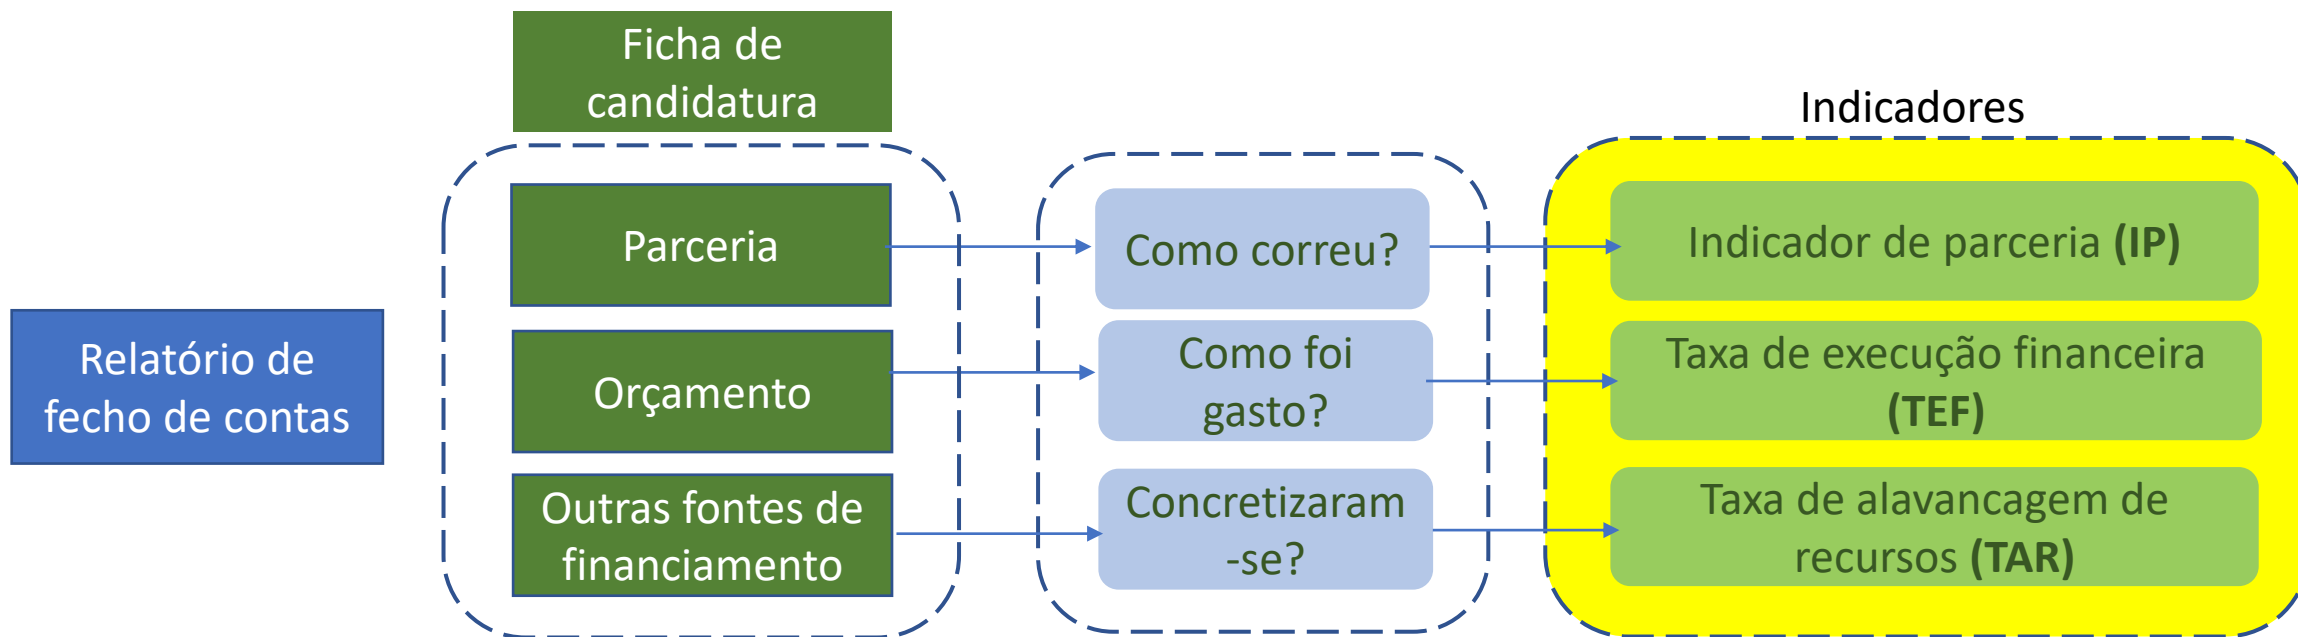 Ficha de
candidatura
Indicadores
Parceria
Como correu?
Indicador de parceria (IP)
Relatório de
fecho de contas
Orçamento
Como foi
gasto?
Taxa de execução financeira
(TEF)
Outras fontes de
financiamento
Concretizaram
-se?
Taxa de alavancagem de
recursos (TAR)